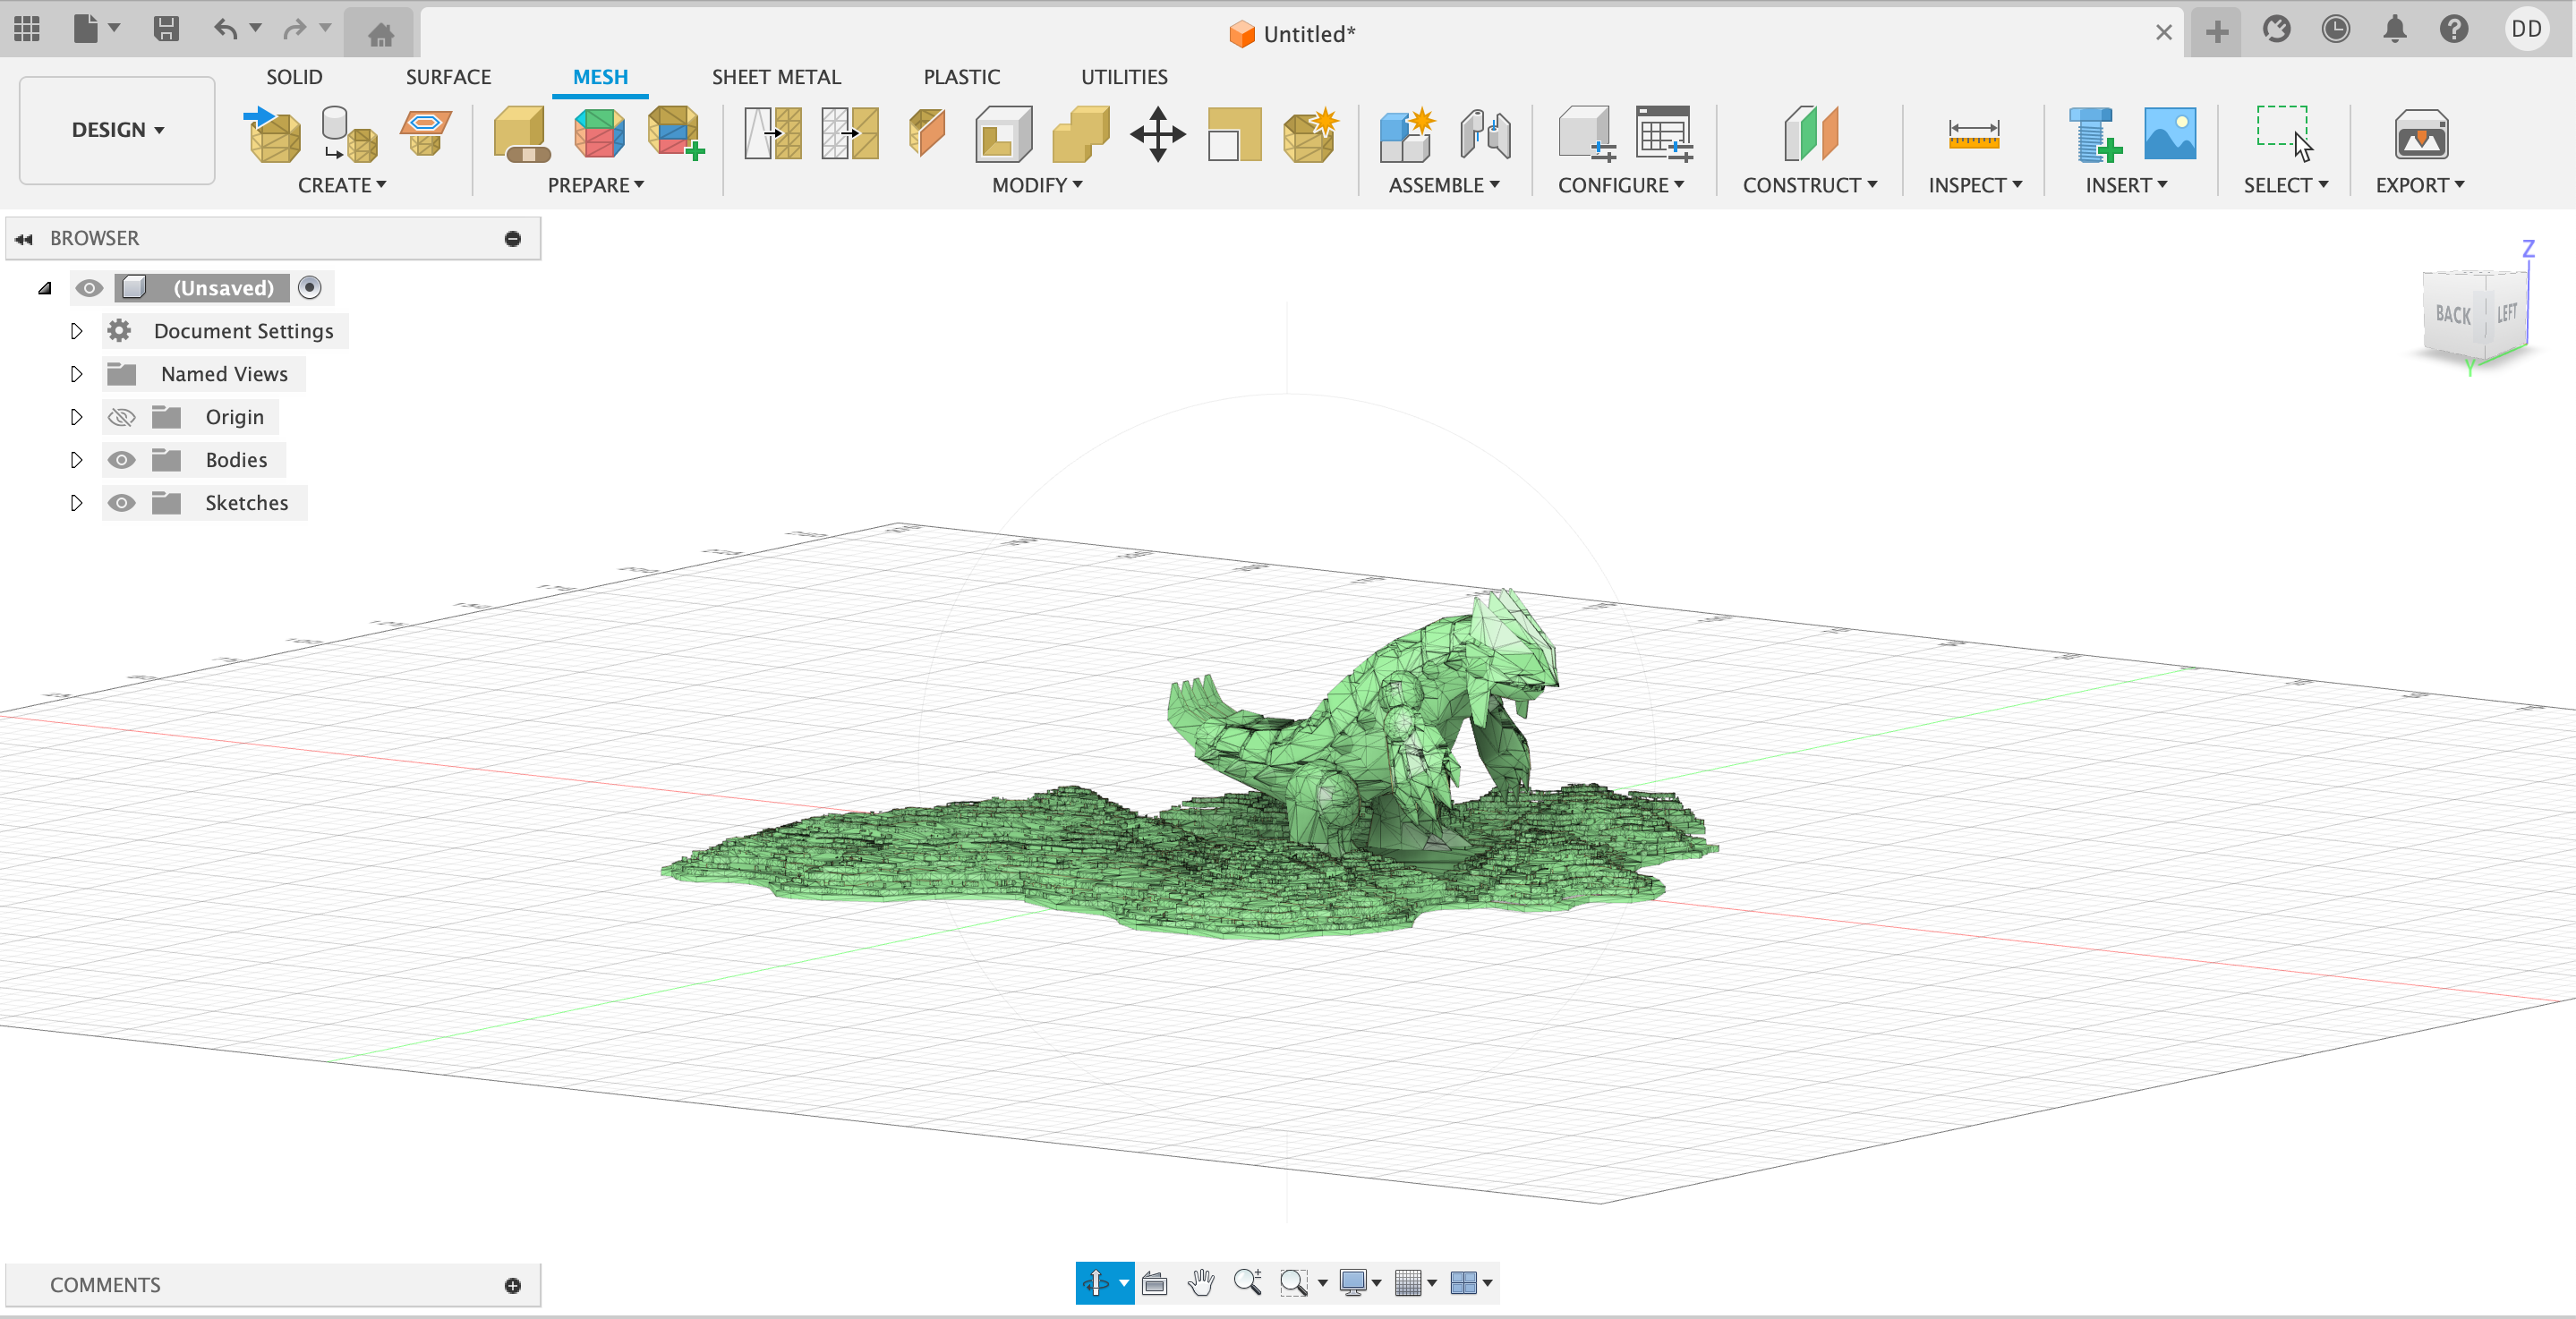 Untitled*
DD
SOLID
SURFACE
MESH
SHEET METAL
PLASTIC
UTILITIES
DESIGN
CREATE
PREPARE
MODIFY
ASSEMBLE
CONFIGURE
CONSTRUCT
INSPECT
INSERT
SELECT
EXPORT
BROWSER
(Unsaved)
Document Settings
Named Views
Origin
Bodies
Sketches
Z
BACK
LEFT
Y
COMMENTS